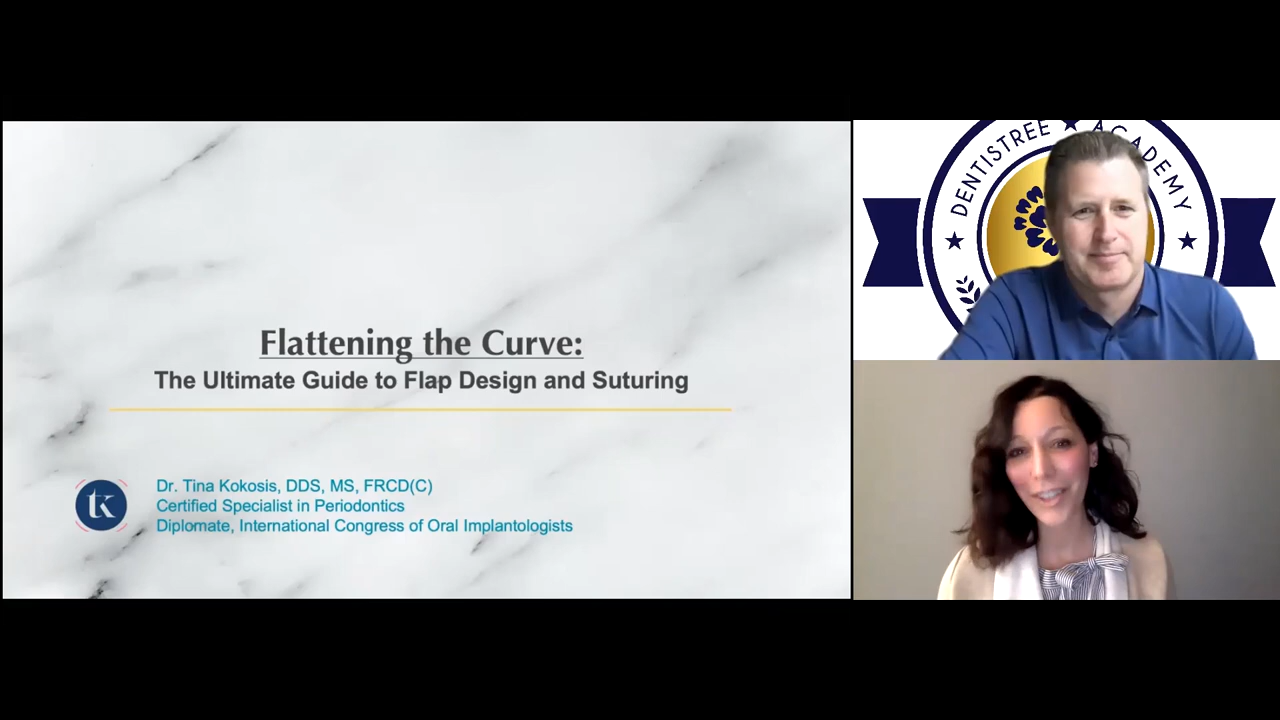 Flattening the Curve:
The Ultimate Guide to Flap Design and Suturing
tk
Dr. Tina Kokosis, DDS, MS, FRCD(C)
Certified Specialist in Periodontics
Diplomate, International Congress of Oral Implantologists
DENTISTREE ★ ACADEMY